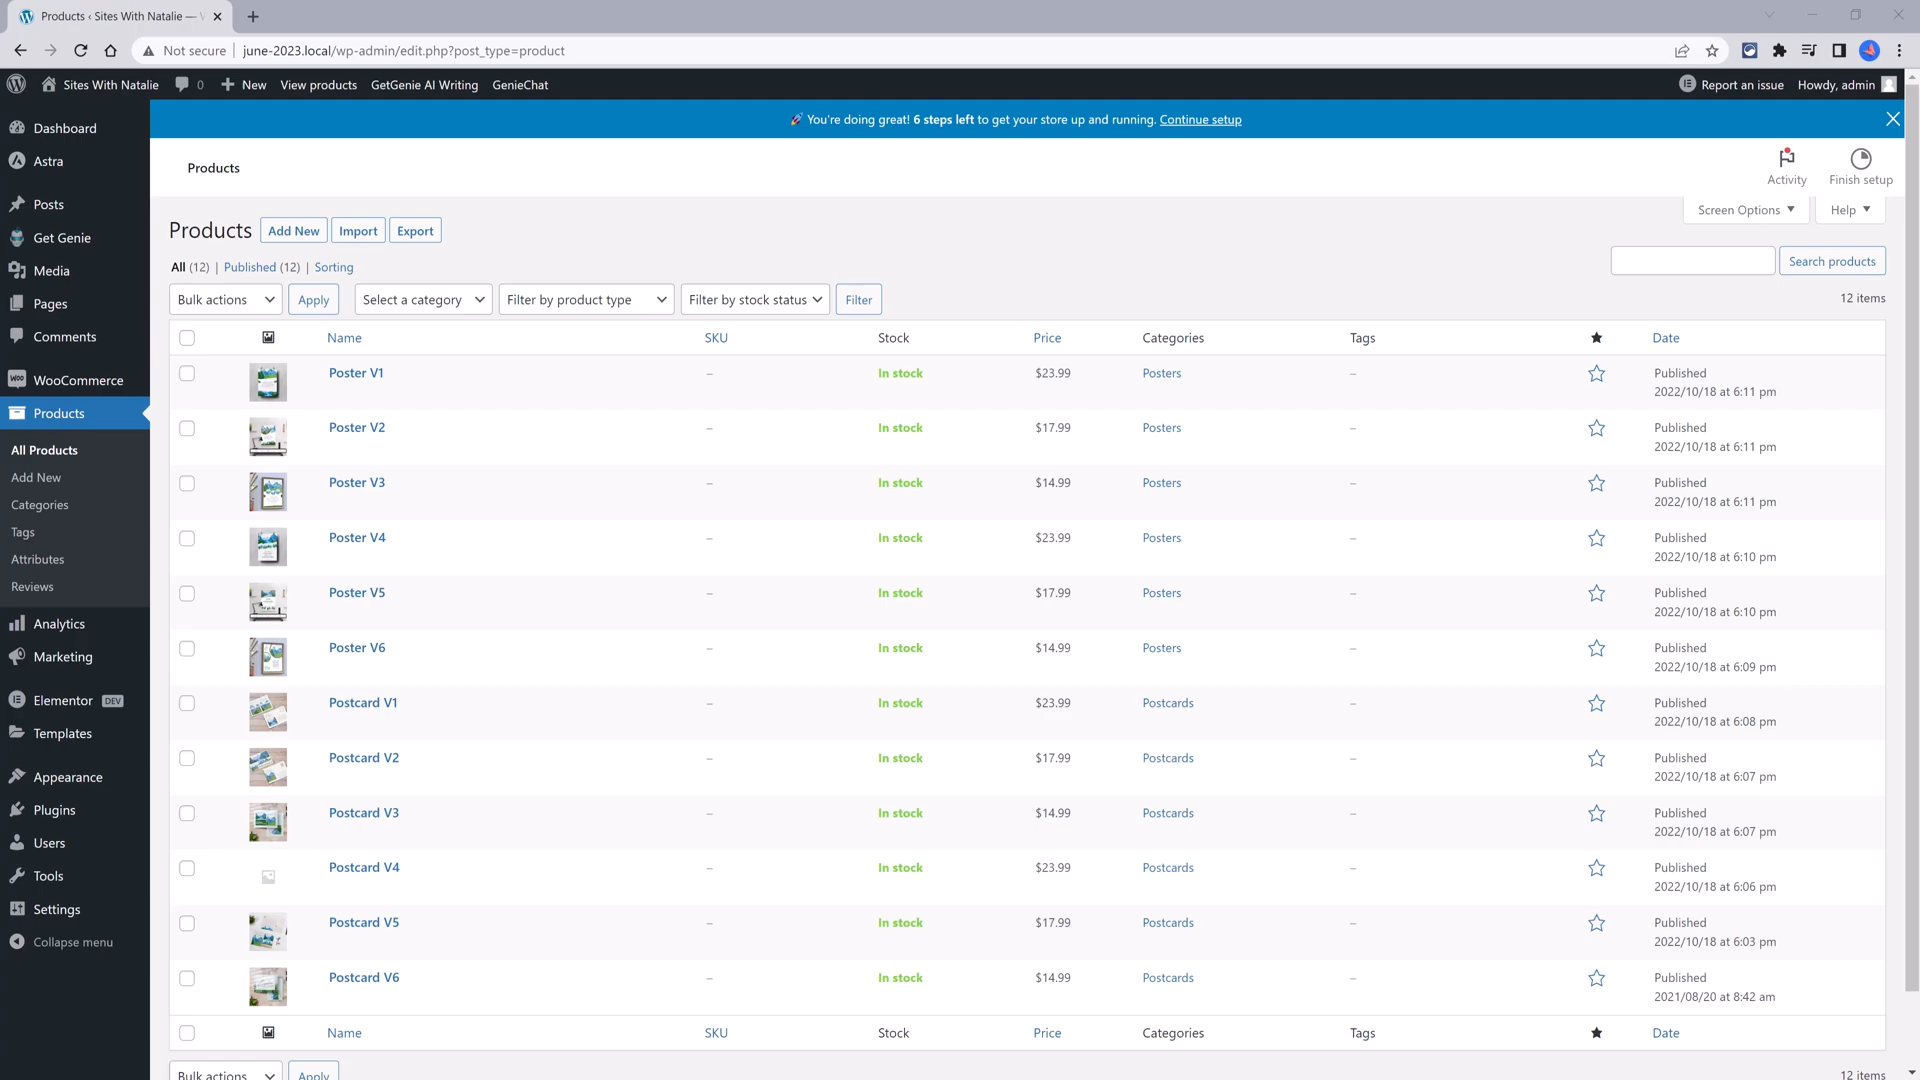 Products ‹ Sites With Natalie —
Not secure
june-2023.local/wp-admin/edit.php?post_type=product
Sites With Natalie
0
New
View products
GetGenie AI Writing
GenieChat
Report an issue
Howdy, admin
Dashboard
Astra
Posts
Get Genie
Media
Pages
Comments
WooCommerce
Products
All Products
Add New
Categories
Tags
Attributes
Reviews
Analytics
Marketing
Elementor DEV
Templates
Appearance
Plugins
Users
Tools
Settings
Collapse menu
🚀 You're doing great! 6 steps left to get your store up and running. Continue setup
Products
Activity
Finish setup
Screen Options
Help
Products Add New Import Export
All (12) | Published (12) | Sorting
Search products
Bulk actions Apply Select a category Filter by product type Filter by stock status Filter
12 items
Name SKU Stock Price Categories Tags ★ Date
Poster V1 – In stock $23.99 Posters – Published
2022/10/18 at 6:11 pm
Poster V2 – In stock $17.99 Posters – Published
2022/10/18 at 6:11 pm
Poster V3 – In stock $14.99 Posters – Published
2022/10/18 at 6:11 pm
Poster V4 – In stock $23.99 Posters – Published
2022/10/18 at 6:10 pm
Poster V5 – In stock $17.99 Posters – Published
2022/10/18 at 6:10 pm
Poster V6 – In stock $14.99 Posters – Published
2022/10/18 at 6:09 pm
Postcard V1 – In stock $23.99 Postcards – Published
2022/10/18 at 6:08 pm
Postcard V2 – In stock $17.99 Postcards – Published
2022/10/18 at 6:07 pm
Postcard V3 – In stock $14.99 Postcards – Published
2022/10/18 at 6:07 pm
Postcard V4 – In stock $23.99 Postcards – Published
2022/10/18 at 6:06 pm
Postcard V5 – In stock $17.99 Postcards – Published
2022/10/18 at 6:03 pm
Postcard V6 – In stock $14.99 Postcards – Published
2021/08/20 at 8:42 am
Name SKU Stock Price Categories Tags ★ Date
Bulk actions Apply
12 items